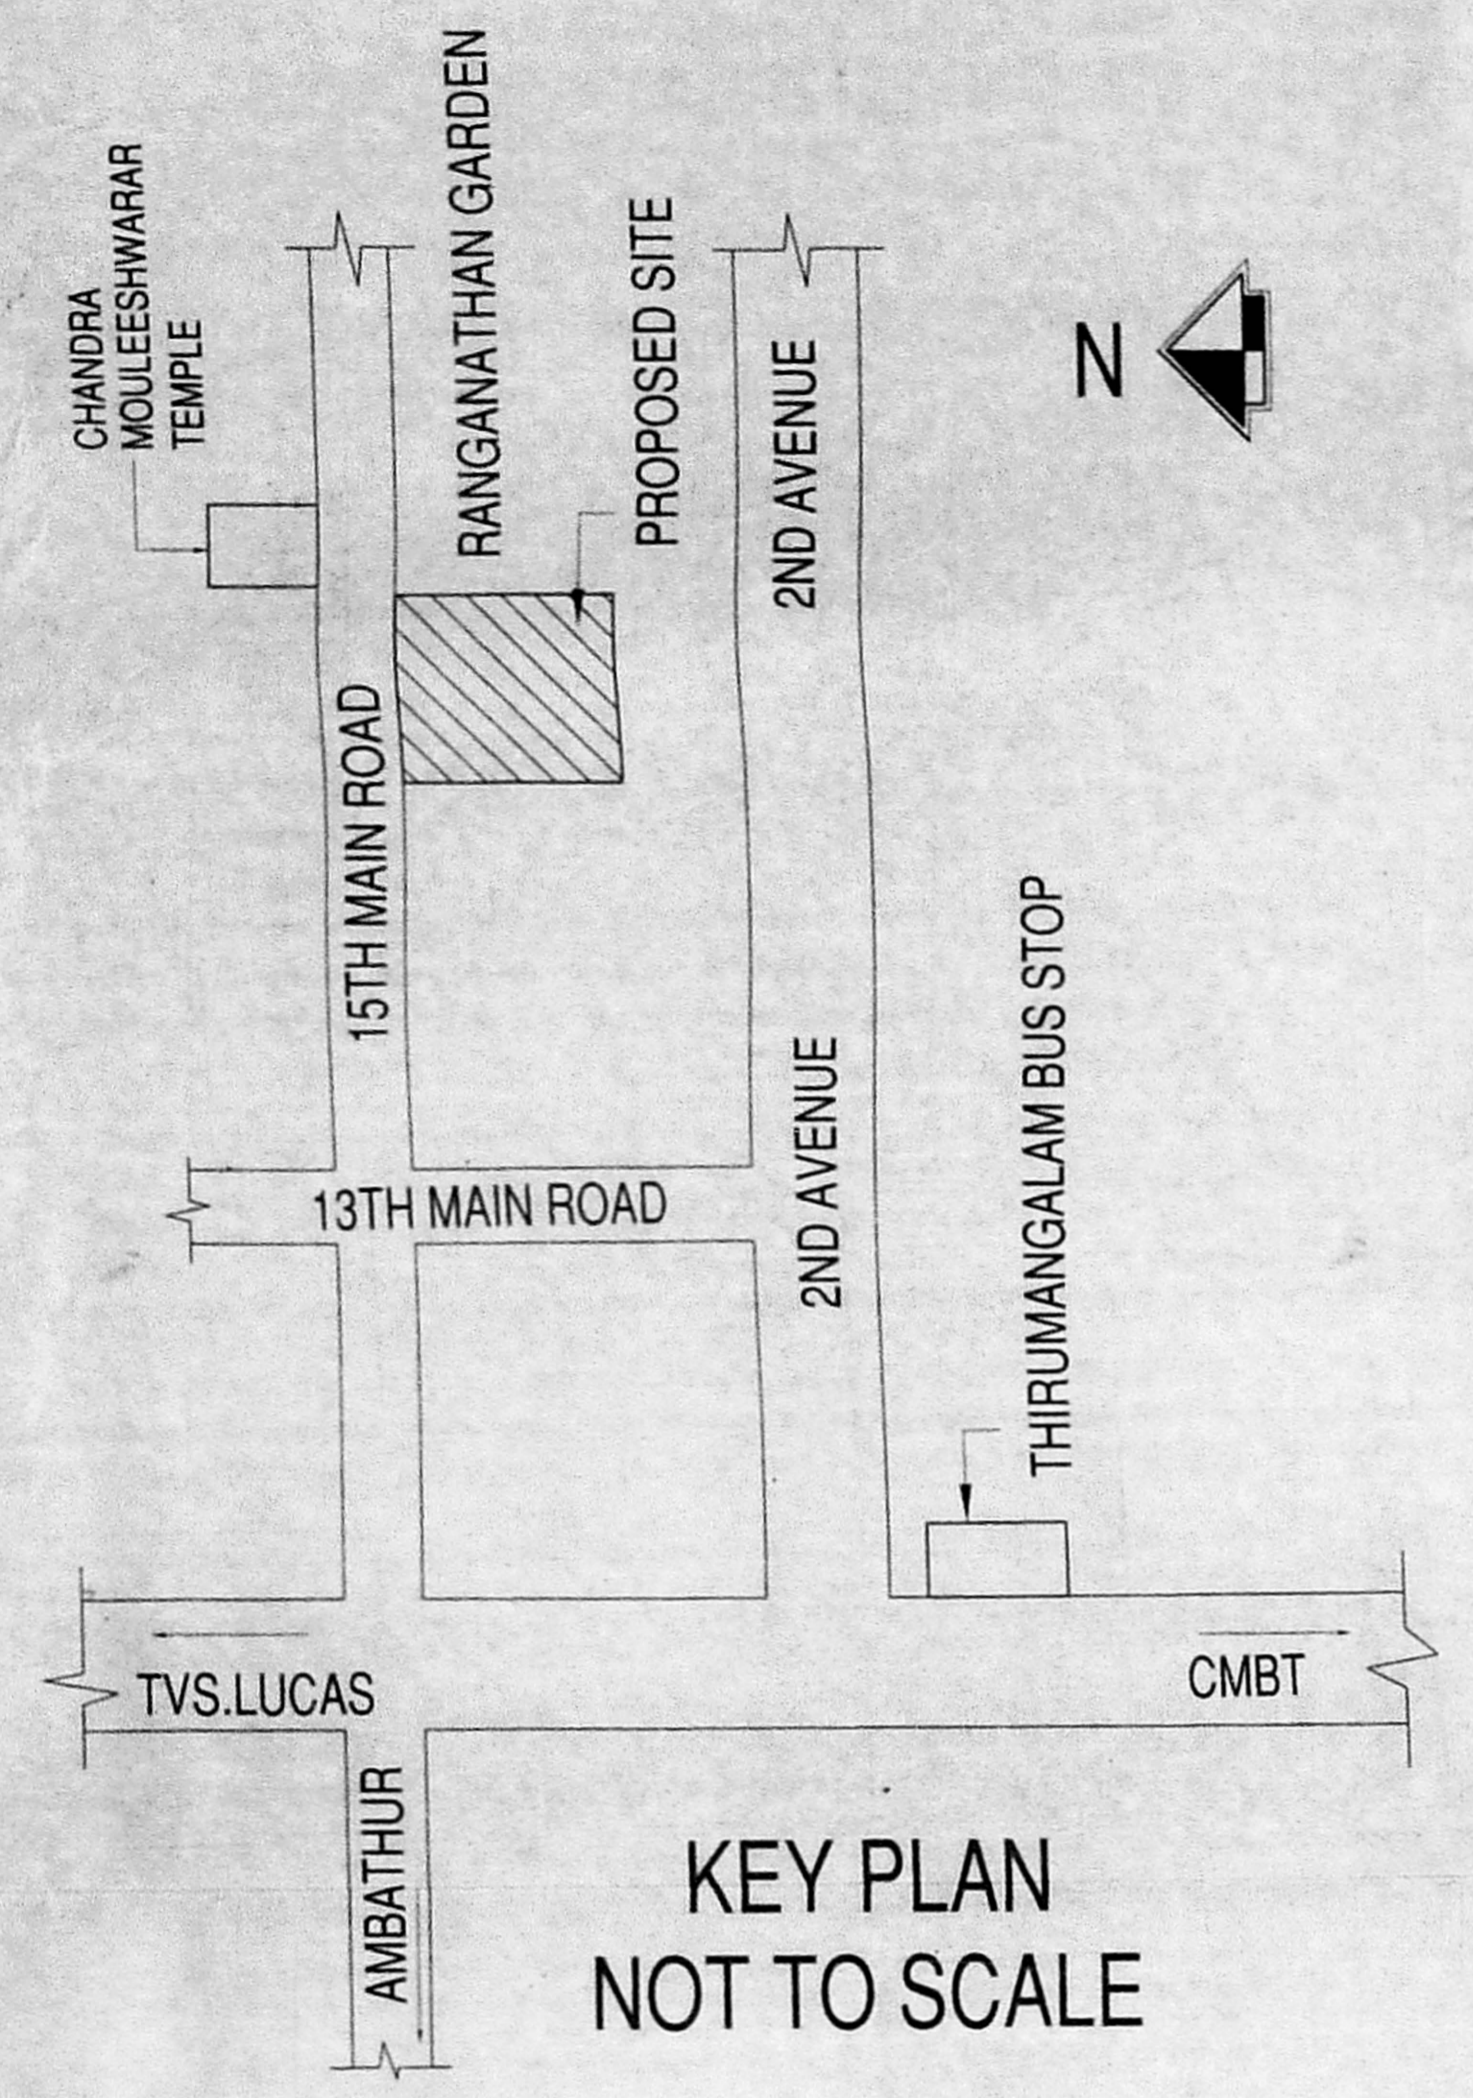 CHANDRA
MOULEESHWARAR
TEMPLE
RANGANATHAN GARDEN
PROPOSED SITE
15TH MAIN ROAD
2ND AVENUE
N
13TH MAIN ROAD
2ND AVENUE
THIRUMANGALAM BUS STOP
TVS.LUCAS
CMBT
AMBATHUR
KEY PLAN
NOT TO SCALE